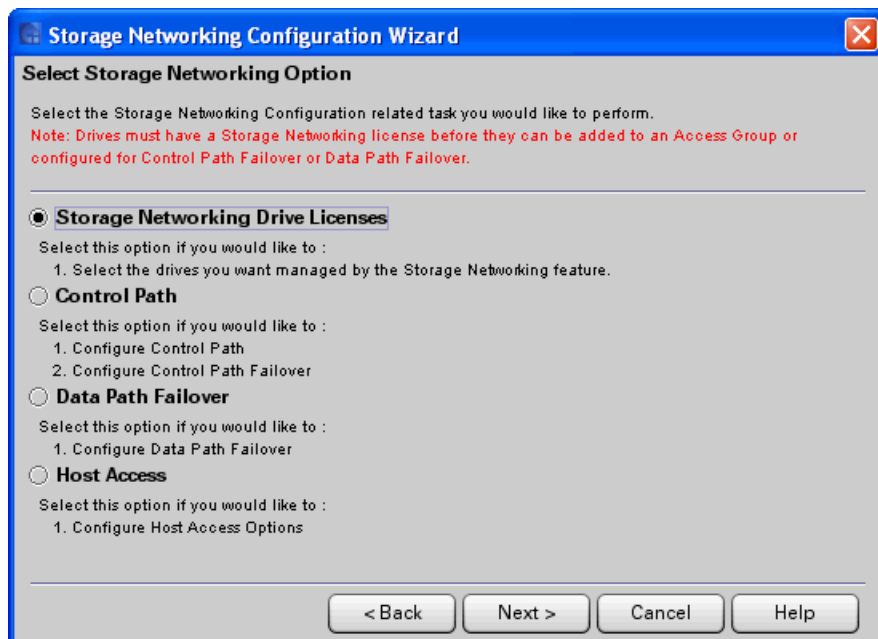 Storage Networking Configuration Wizard
Select Storage Networking Option
Select the Storage Networking Configuration related task you would like to perform.
Note: Drives must have a Storage Networking license before they can be added to an Access Group or
configured for Control Path Failover or Data Path Failover.
Storage Networking Drive Licenses
Select this option if you would like to :
1. Select the drives you want managed by the Storage Networking feature.
Control Path
Select this option if you would like to :
1. Configure Control Path
2. Configure Control Path Failover
Data Path Failover
Select this option if you would like to :
1. Configure Data Path Failover
Host Access
Select this option if you would like to :
1. Configure Host Access Options
< Back Next > Cancel Help